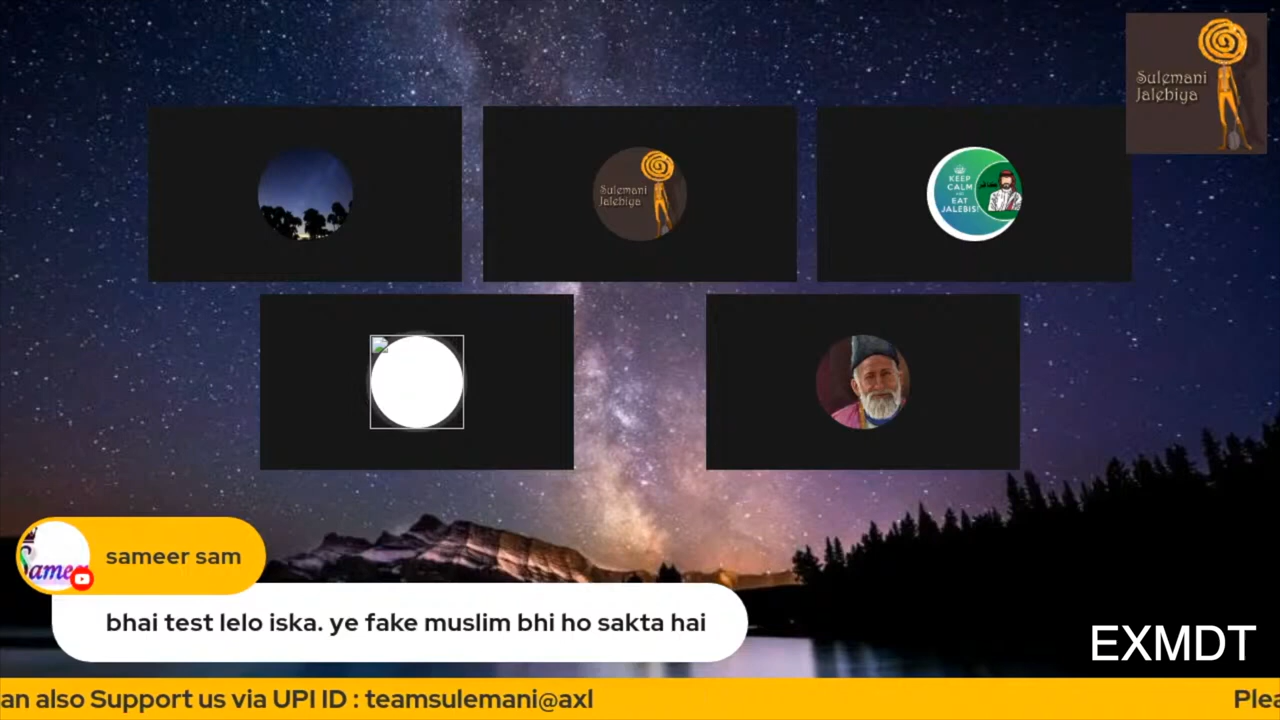 Sulemani
Jalebiya
Sulemani
Jalebiya
KEEP
CALM
EAT
JALEBIS!
sameer sam
bhai test lelo iska. ye fake muslim bhi ho sakta hai
EXMDT
an also Support us via UPI ID : teamsulemani@axl
Plea